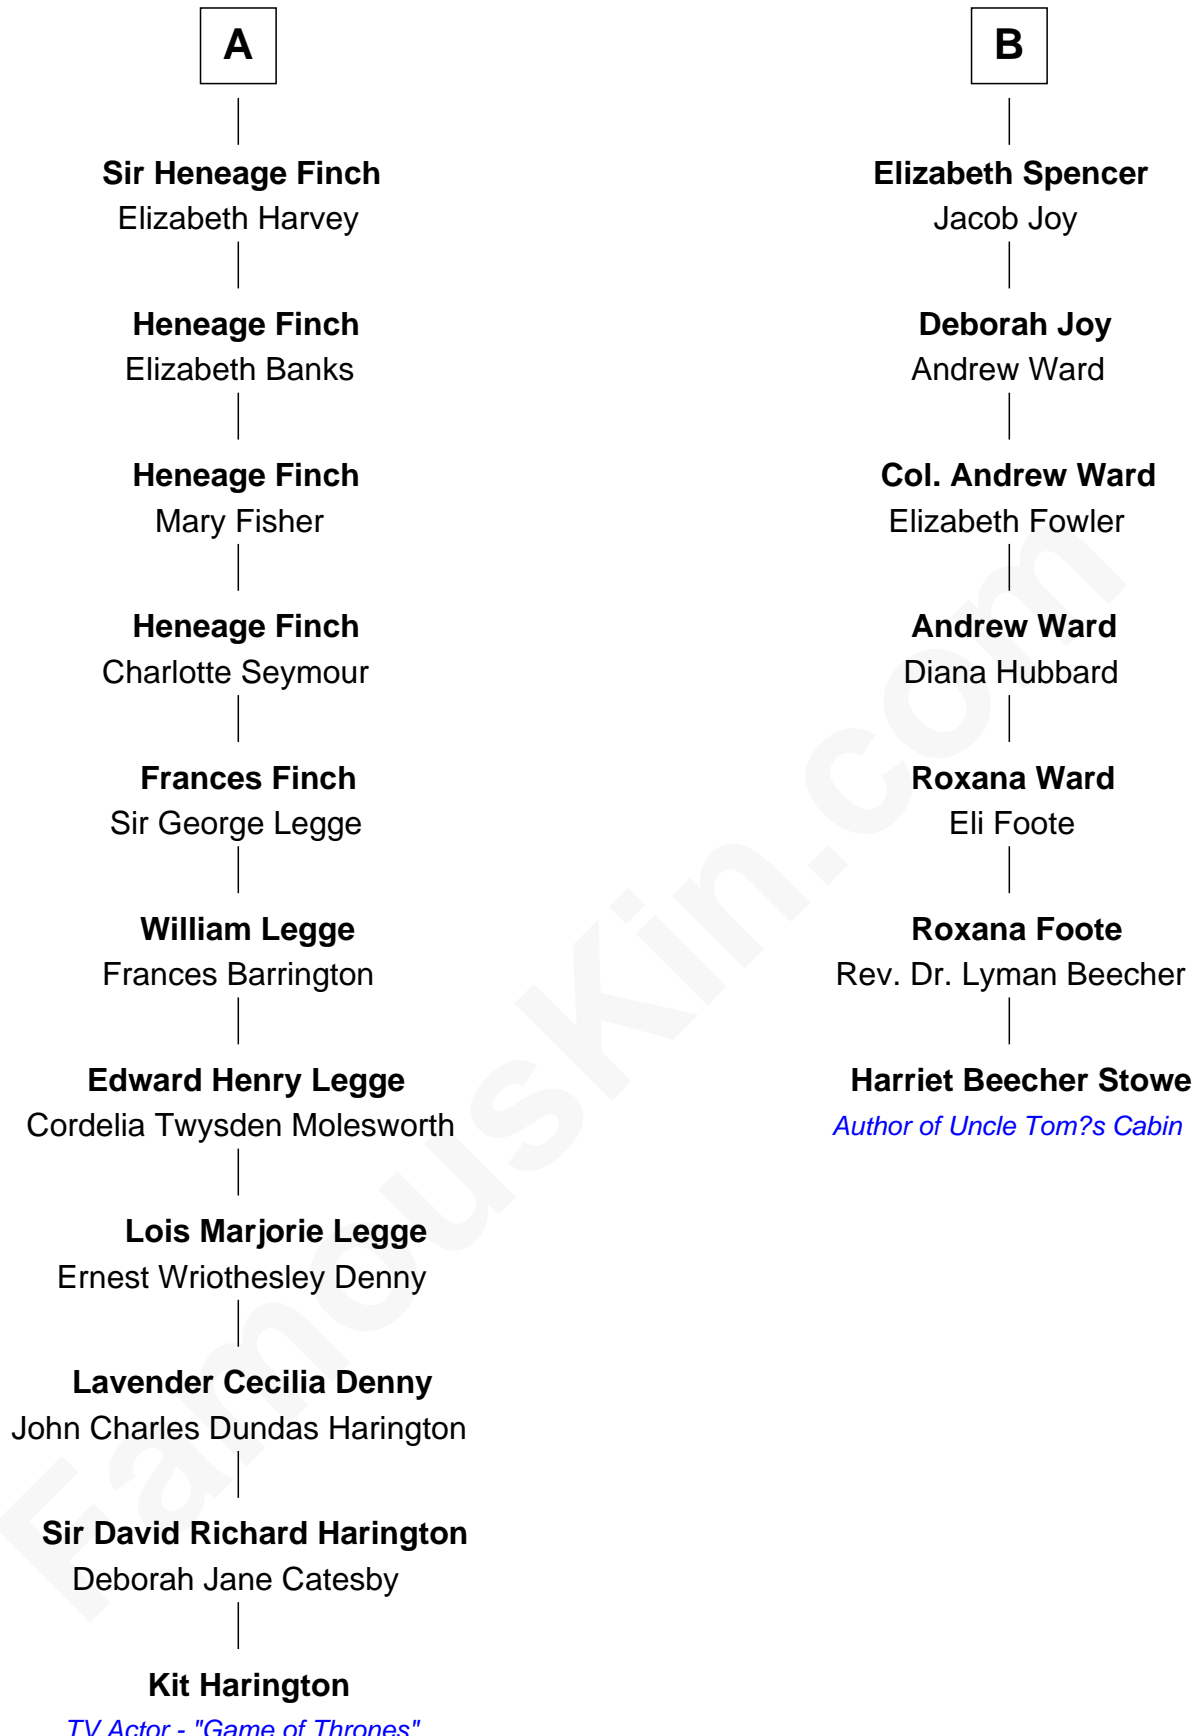 A
Sir Heneage Finch
Elizabeth Harvey
Heneage Finch
Elizabeth Banks
Heneage Finch
Mary Fisher
Heneage Finch
Charlotte Seymour
Frances Finch
Sir George Legge
William Legge
Frances Barrington
Edward Henry Legge
Cordelia Twysden Molesworth
Lois Marjorie Legge
Ernest Wriothesley Denny
Lavender Cecilia Denny
John Charles Dundas Harington
Sir David Richard Harington
Deborah Jane Catesby
Kit Harington
TV Actor - "Game of Thrones"
B
Elizabeth Spencer
Jacob Joy
Deborah Joy
Andrew Ward
Col. Andrew Ward
Elizabeth Fowler
Andrew Ward
Diana Hubbard
Roxana Ward
Eli Foote
Roxana Foote
Rev. Dr. Lyman Beecher
Harriet Beecher Stowe
Author of Uncle Tom?s Cabin
FamousKin.com